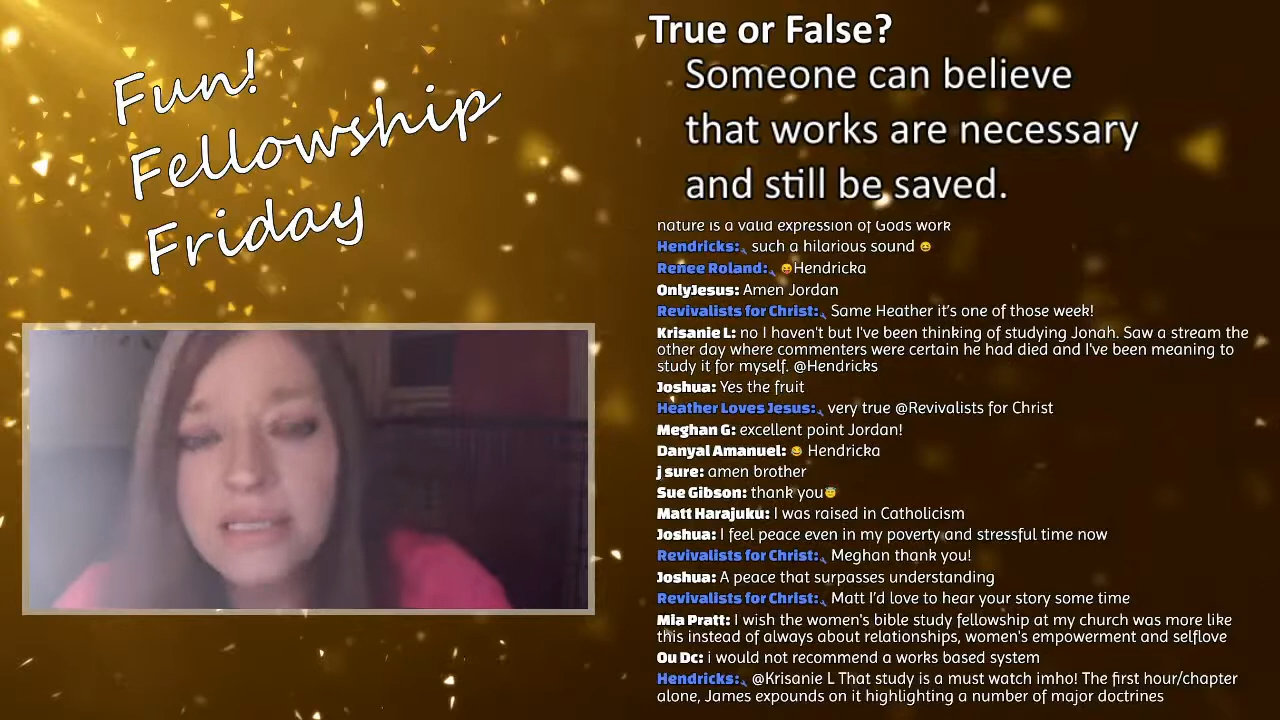 Fun!
Fellowship
Friday
True or False?
Someone can believe
that works are necessary
and still be saved.
nature is a valid expression of Gods work
Hendricks: such a hilarious sound 😄
Renee Roland: 😝Hendricka
OnlyJesus: Amen Jordan
Revivalists for Christ: Same Heather it's one of those week!
Krisanie L: no I haven't but I've been thinking of studying Jonah. Saw a stream the
other day where commenters were certain he had died and I've been meaning to
study it for myself. @Hendricks
Joshua: Yes the fruit
Heather Loves Jesus: very true @Revivalists for Christ
Meghan G: excellent point Jordan!
Danyal Amanuel: 😂 Hendricka
j sure: amen brother
Sue Gibson: thank you😇
Matt Harajuku: I was raised in Catholicism
Joshua: I feel peace even in my poverty and stressful time now
Revivalists for Christ: Meghan thank you!
Joshua: A peace that surpasses understanding
Revivalists for Christ: Matt I'd love to hear your story some time
Mia Pratt: I wish the women's bible study fellowship at my church was more like
this instead of always about relationships, women's empowerment and selflove
Ou Dc: i would not recommend a works based system
Hendricks: @Krisanie L That study is a must watch imho! The first hour/chapter
alone, James expounds on it highlighting a number of major doctrines